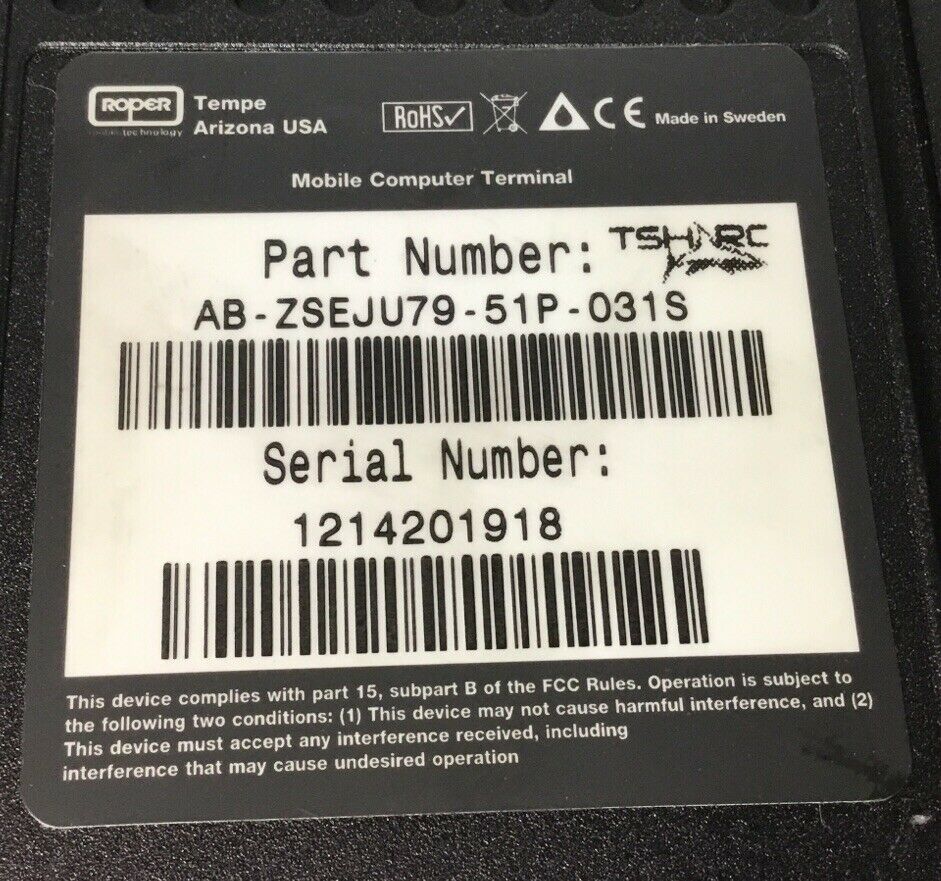 ROPER
technology
Tempe
Arizona USA
RoHS
CE
Made in Sweden
Mobile Computer Terminal
Part Number:
TSHARC
AB-ZSEJU79-51P-031S
Serial Number:
1214201918
This device complies with part 15, subpart B of the FCC Rules. Operation is subject to
the following two conditions: (1) This device may not cause harmful interference, and (2)
This device must accept any interference received, including
interference that may cause undesired operation